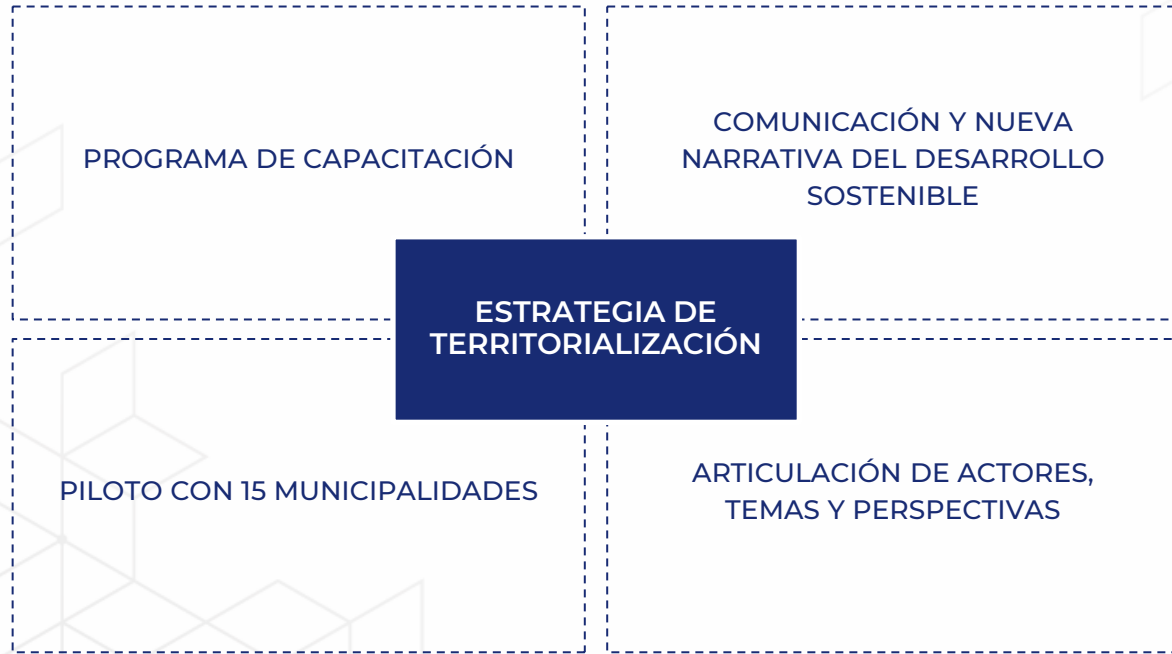 PROGRAMA DE CAPACITACIÓN
COMUNICACIÓN Y NUEVA
NARRATIVA DEL DESARROLLO
SOSTENIBLE
ESTRATEGIA DE
TERRITORIALIZACIÓN
PILOTO CON 15 MUNICIPALIDADES
ARTICULACIÓN DE ACTORES,
TEMAS Y PERSPECTIVAS